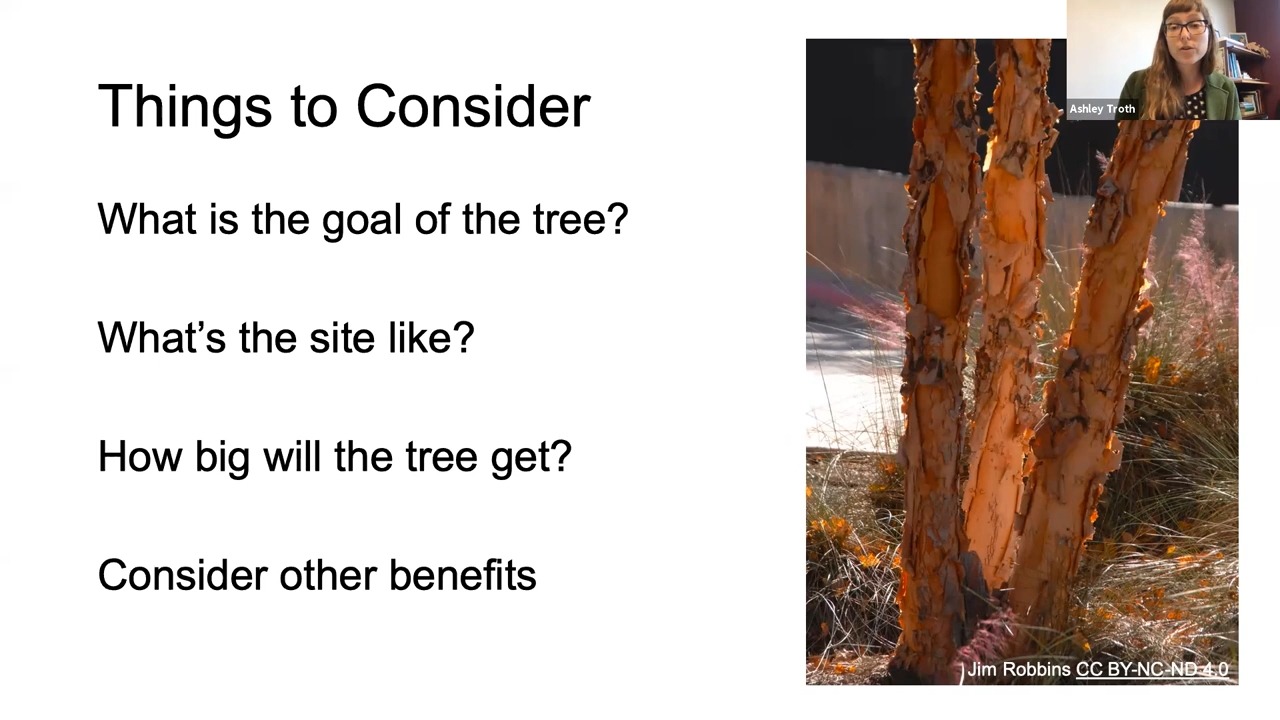 Things to Consider
Ashley Troth
What is the goal of the tree?
What’s the site like?
How big will the tree get?
Consider other benefits
Jim Robbins CC BY-NC-ND 4.0